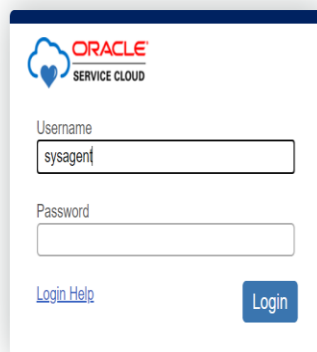 ORACLE
SERVICE CLOUD
Username
sysagent
Password
Login Help
Login